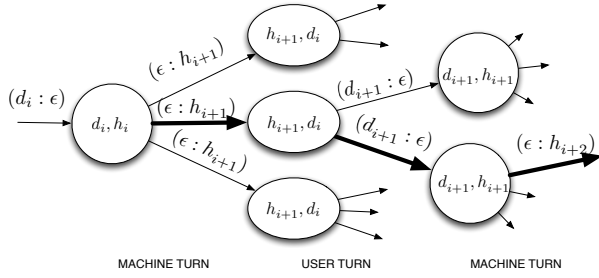 (d_i : ϵ)
d_i, h_i
(ϵ : h_{i+1})
(ϵ : h_{i+1})
(ϵ : h_{i+1})
h_{i+1}, d_i
h_{i+1}, d_i
h_{i+1}, d_i
(d_{i+1} : ϵ)
(d_{i+1} : ϵ)
d_{i+1}, h_{i+1}
d_{i+1}, h_{i+1}
(ϵ : h_{i+2})
MACHINE TURN
USER TURN
MACHINE TURN